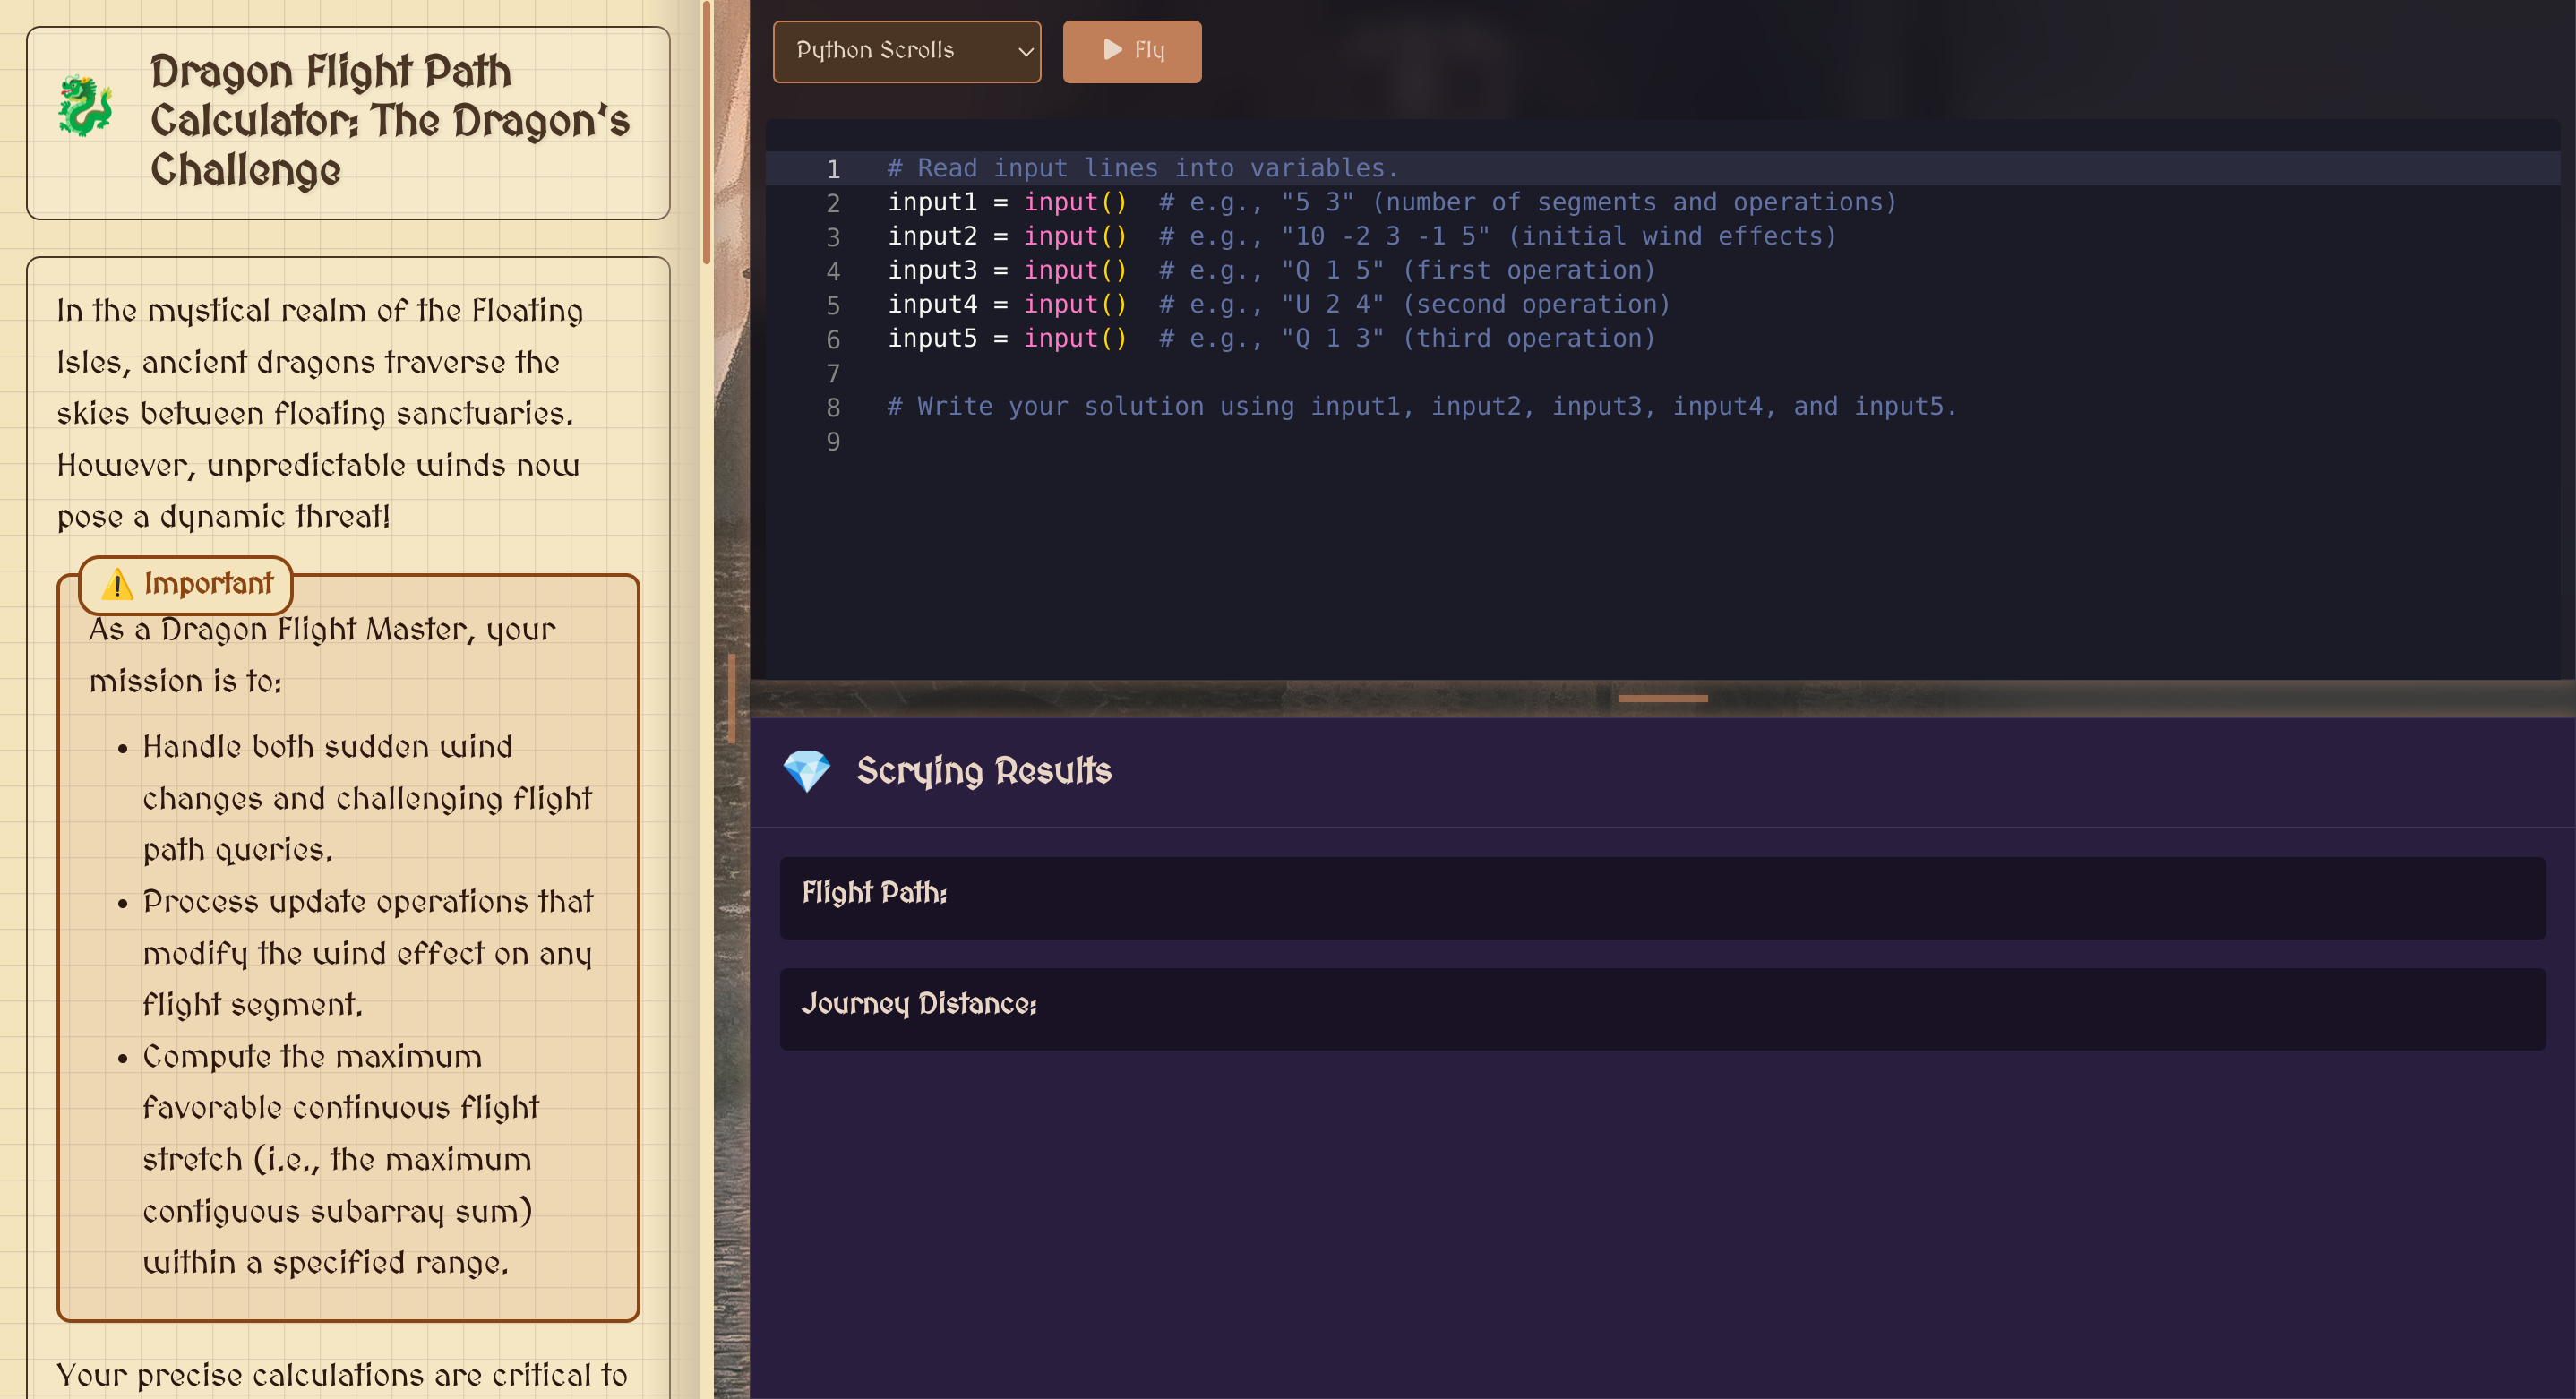 Dragon Flight Path
Calculator: The Dragon's
Challenge
In the mystical realm of the Floating
Isles, ancient dragons traverse the
skies between floating sanctuaries.
However, unpredictable winds now
pose a dynamic threat!
⚠️ Important
As a Dragon Flight Master, your
mission is to:
• Handle both sudden wind
changes and challenging flight
path queries.
• Process update operations that
modify the wind effect on any
flight segment.
• Compute the maximum
favorable continuous flight
stretch (i.e., the maximum
contiguous subarray sum)
within a specified range.
Your precise calculations are critical to
Python Scrolls
Fly
1 # Read input lines into variables.
2 input1 = input()  # e.g., "5 3" (number of segments and operations)
3 input2 = input()  # e.g., "10 -2 3 -1 5" (initial wind effects)
4 input3 = input()  # e.g., "Q 1 5" (first operation)
5 input4 = input()  # e.g., "U 2 4" (second operation)
6 input5 = input()  # e.g., "Q 1 3" (third operation)
7
8 # Write your solution using input1, input2, input3, input4, and input5.
9
Scrying Results
Flight Path:
Journey Distance: